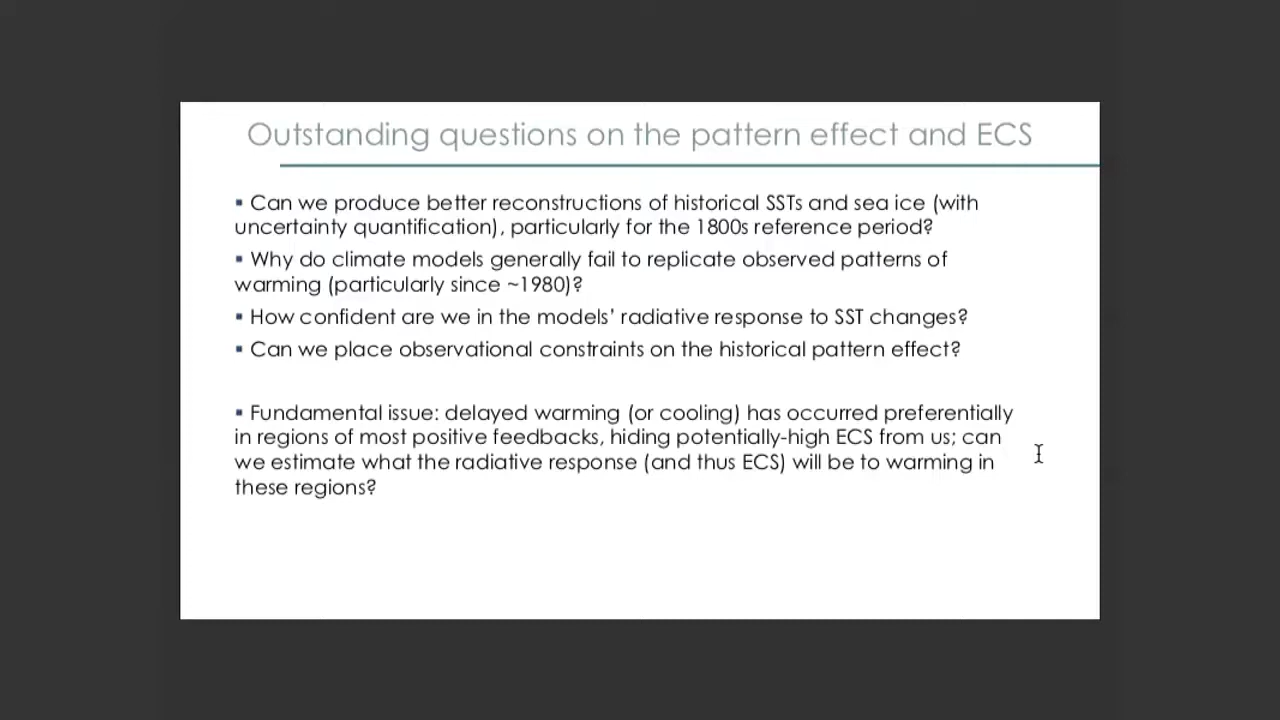 Outstanding questions on the pattern effect and ECS
▪ Can we produce better reconstructions of historical SSTs and sea ice (with
uncertainty quantification), particularly for the 1800s reference period?
▪ Why do climate models generally fail to replicate observed patterns of
warming (particularly since ~1980)?
▪ How confident are we in the models’ radiative response to SST changes?
▪ Can we place observational constraints on the historical pattern effect?
▪ Fundamental issue: delayed warming (or cooling) has occurred preferentially
in regions of most positive feedbacks, hiding potentially-high ECS from us; can
we estimate what the radiative response (and thus ECS) will be to warming in
these regions?